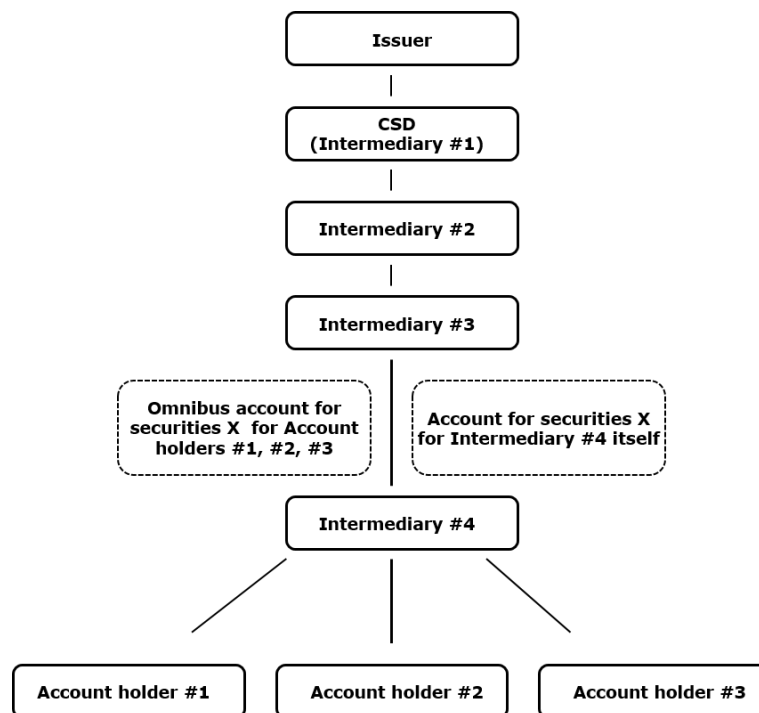 Issuer
CSD
(Intermediary #1)
Intermediary #2
Intermediary #3
Omnibus account for
securities X  for Account
holders #1, #2, #3
Account for securities X
for Intermediary #4 itself
Intermediary #4
Account holder #1
Account holder #2
Account holder #3